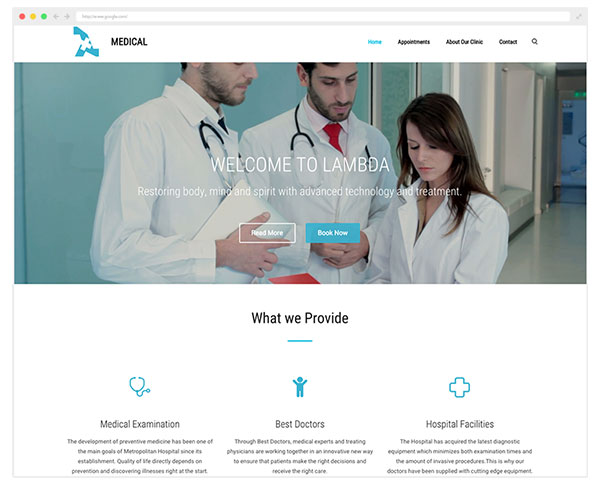 http://www.google.com/
MEDICAL
Home Appointments About Our Clinic Contact
WELCOME TO LAMBDA
Restoring body, mind and spirit with advanced technology and treatment.
Read More Book Now
What we Provide
Medical Examination
The development of preventive medicine has been one of
the main goals of Metropolitan Hospital since its
establishment. Quality of life directly depends on
prevention and discovering illnesses right at the start.
Best Doctors
Through Best Doctors, medical experts and treating
physicians are working together in an innovative way
to ensure that patients make the right decisions and
receive the right care.
Hospital Facilities
The Hospital has acquired the latest diagnostic
equipment which minimizes both examination times and
the amount of invasive procedures.This is why our
doctors have been supplied with cutting edge equipment.